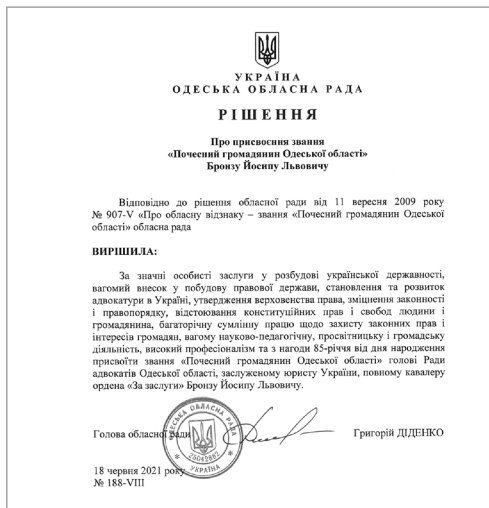 УКРАЇНА
ОДЕСЬКА ОБЛАСНА РАДА
РІШЕННЯ
Про присвоєння звання
«Почесний громадянин Одеської області»
Бронзу Йосипу Львовичу
Відповідно до рішення обласної ради від 11 вересня 2009 року
№ 907-V «Про обласну відзнаку – звання «Почесний громадянин Одеської
області» обласна рада
ВИРІШИЛА:
За значні особисті заслуги у розбудові української державності,
вагомий внесок у побудову правової держави, становлення та розвиток
адвокатури в Україні, утвердження верховенства права, зміцнення законності
і правопорядку, відстоювання конституційних прав і свобод людини і
громадянина, багаторічну сумлінну працю щодо захисту законних прав і
інтересів громадян, вагому науково-педагогічну, просвітницьку і громадську
діяльність, високий професіоналізм та з нагоди 85-річчя від дня народження
присвоїти звання «Почесний громадянин Одеської області» голові Ради
адвокатів Одеської області, заслуженому юристу України, повному кавалеру
ордена «За заслуги» Бронзу Йосипу Львовичу.
Голова обласної ради
Григорій ДІДЕНКО
ОДЕСЬКА ОБЛАСНА РАДА
25042882
УКРАЇНА
18 червня 2021 року
№ 188-VIII